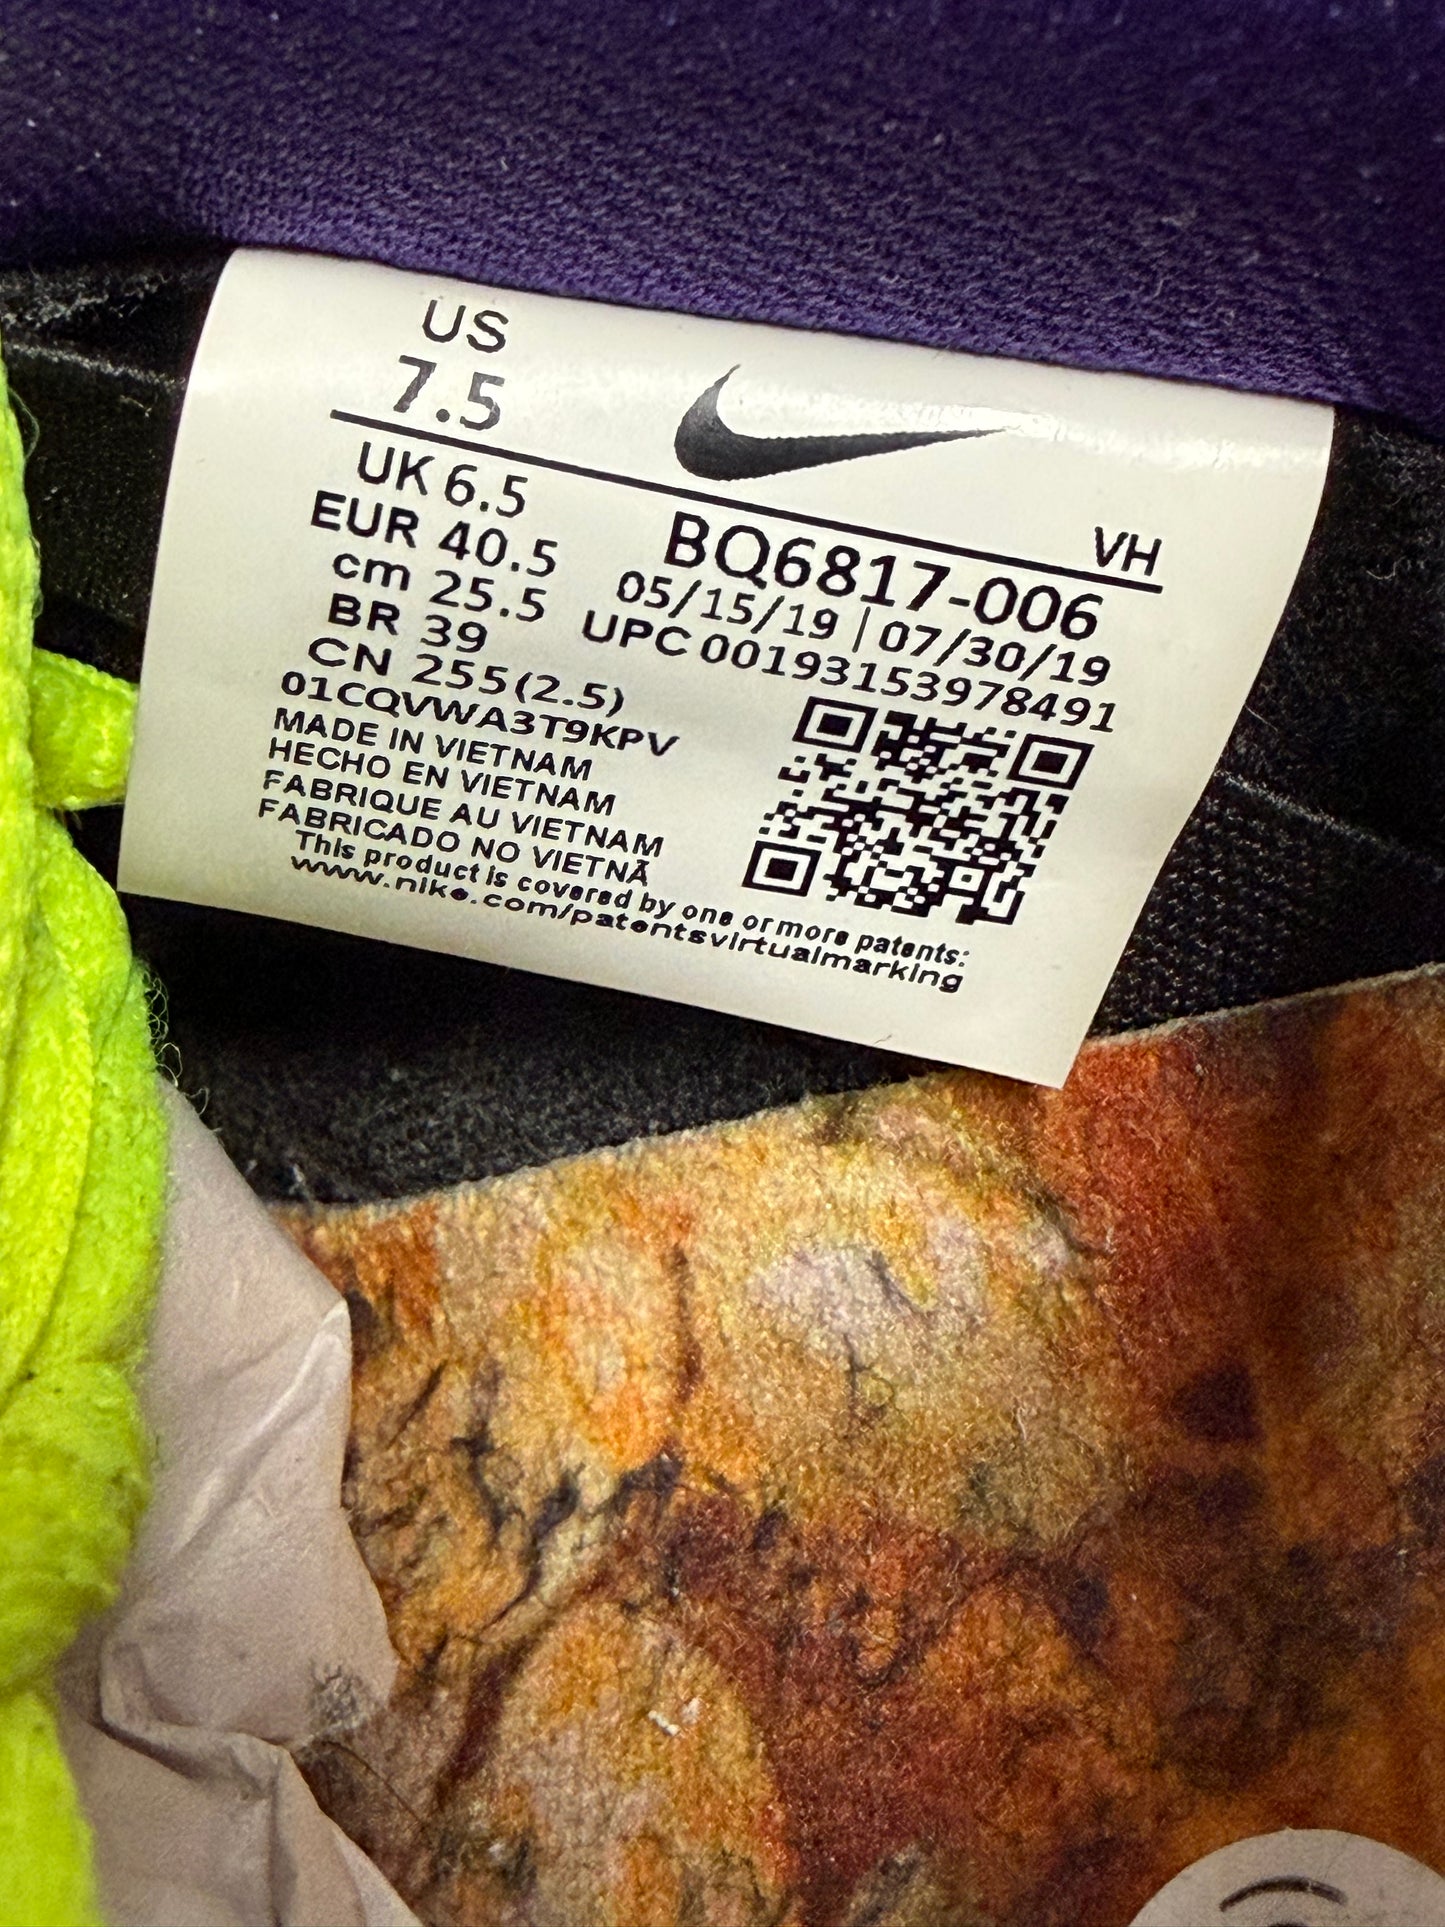 US
7.5
UK 6.5
EUR 40.5
cm 25.5
BR 39
CN 255(2.5)
VH
BQ6817-006
05/15/19 | 07/30/19
UPC 00193153978491
01CQVWA3T9KPV
MADE IN VIETNAM
HECHO EN VIETNAM
FABRIQUE AU VIETNAM
FABRICADO NO VIETNÃ
This product is covered by one or more patents:
www.nike.com/patentsvirtualmarking